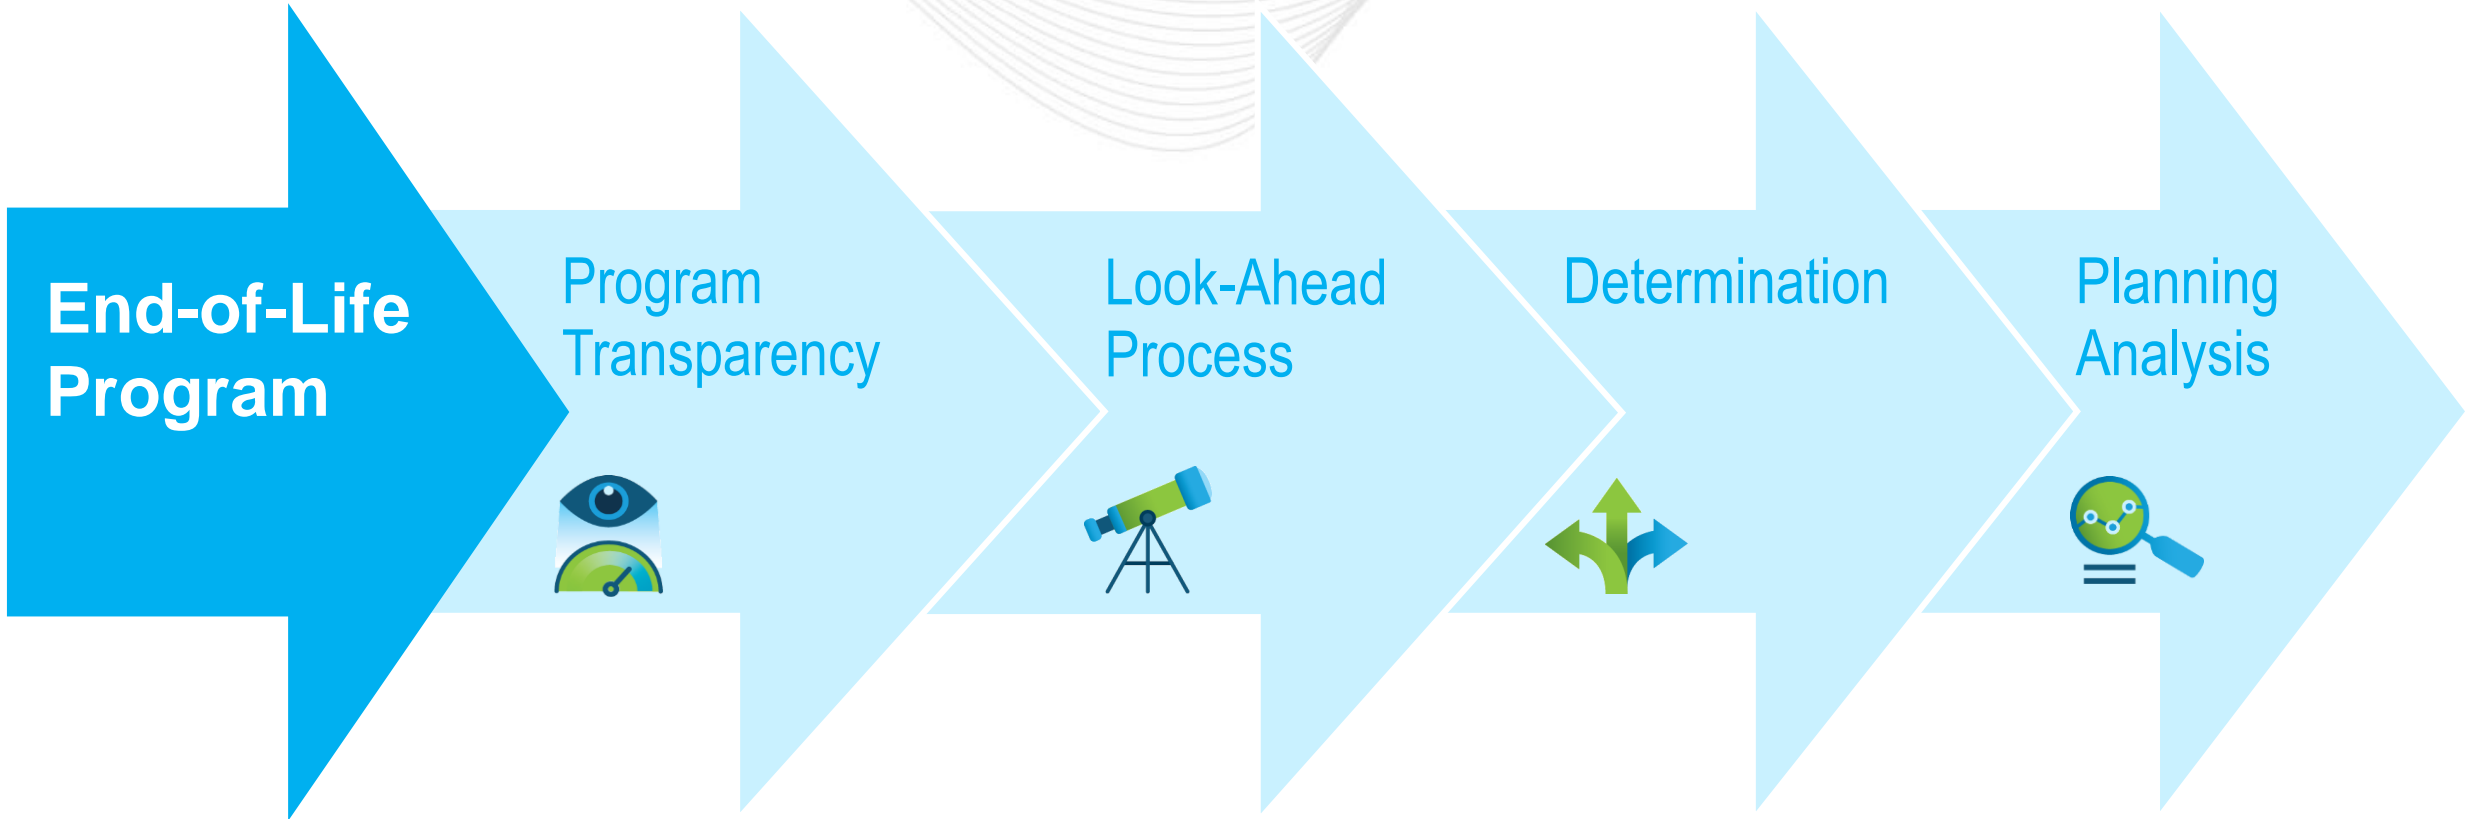 End-of-Life
Program
Program
Transparency
Look-Ahead
Process
Determination
Planning
Analysis